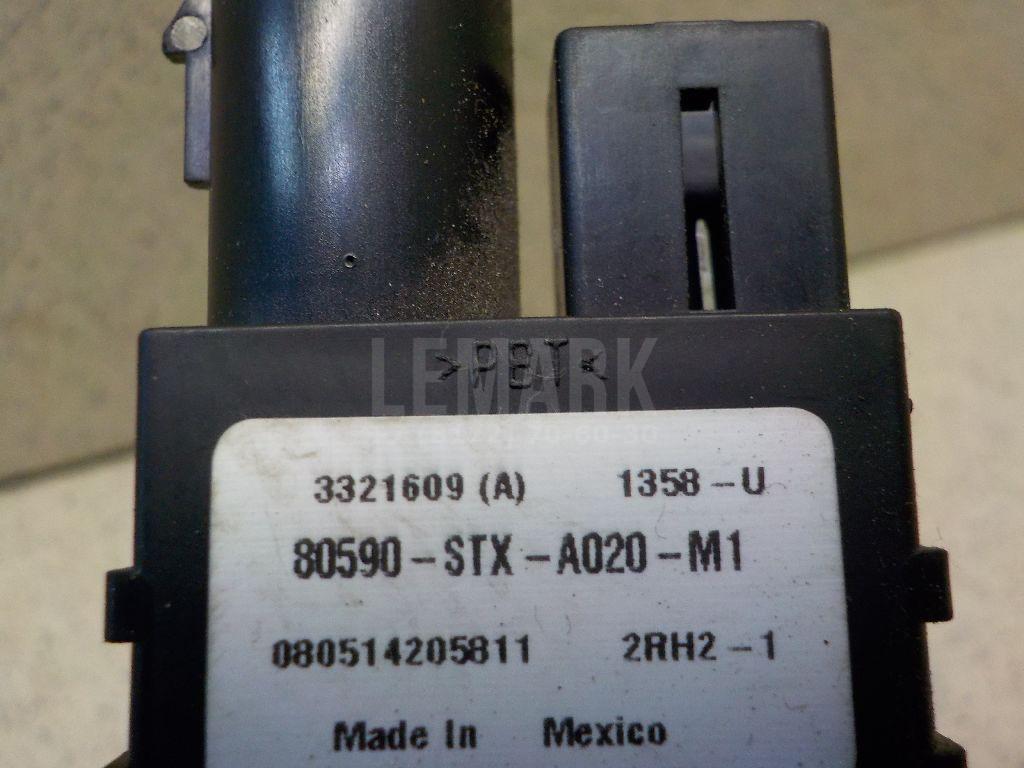 >PBT<
LEMARK
3321609 (A) 1358-U
80590-STX-A020-M1
080514205811 2RH2-1
Made In Mexico